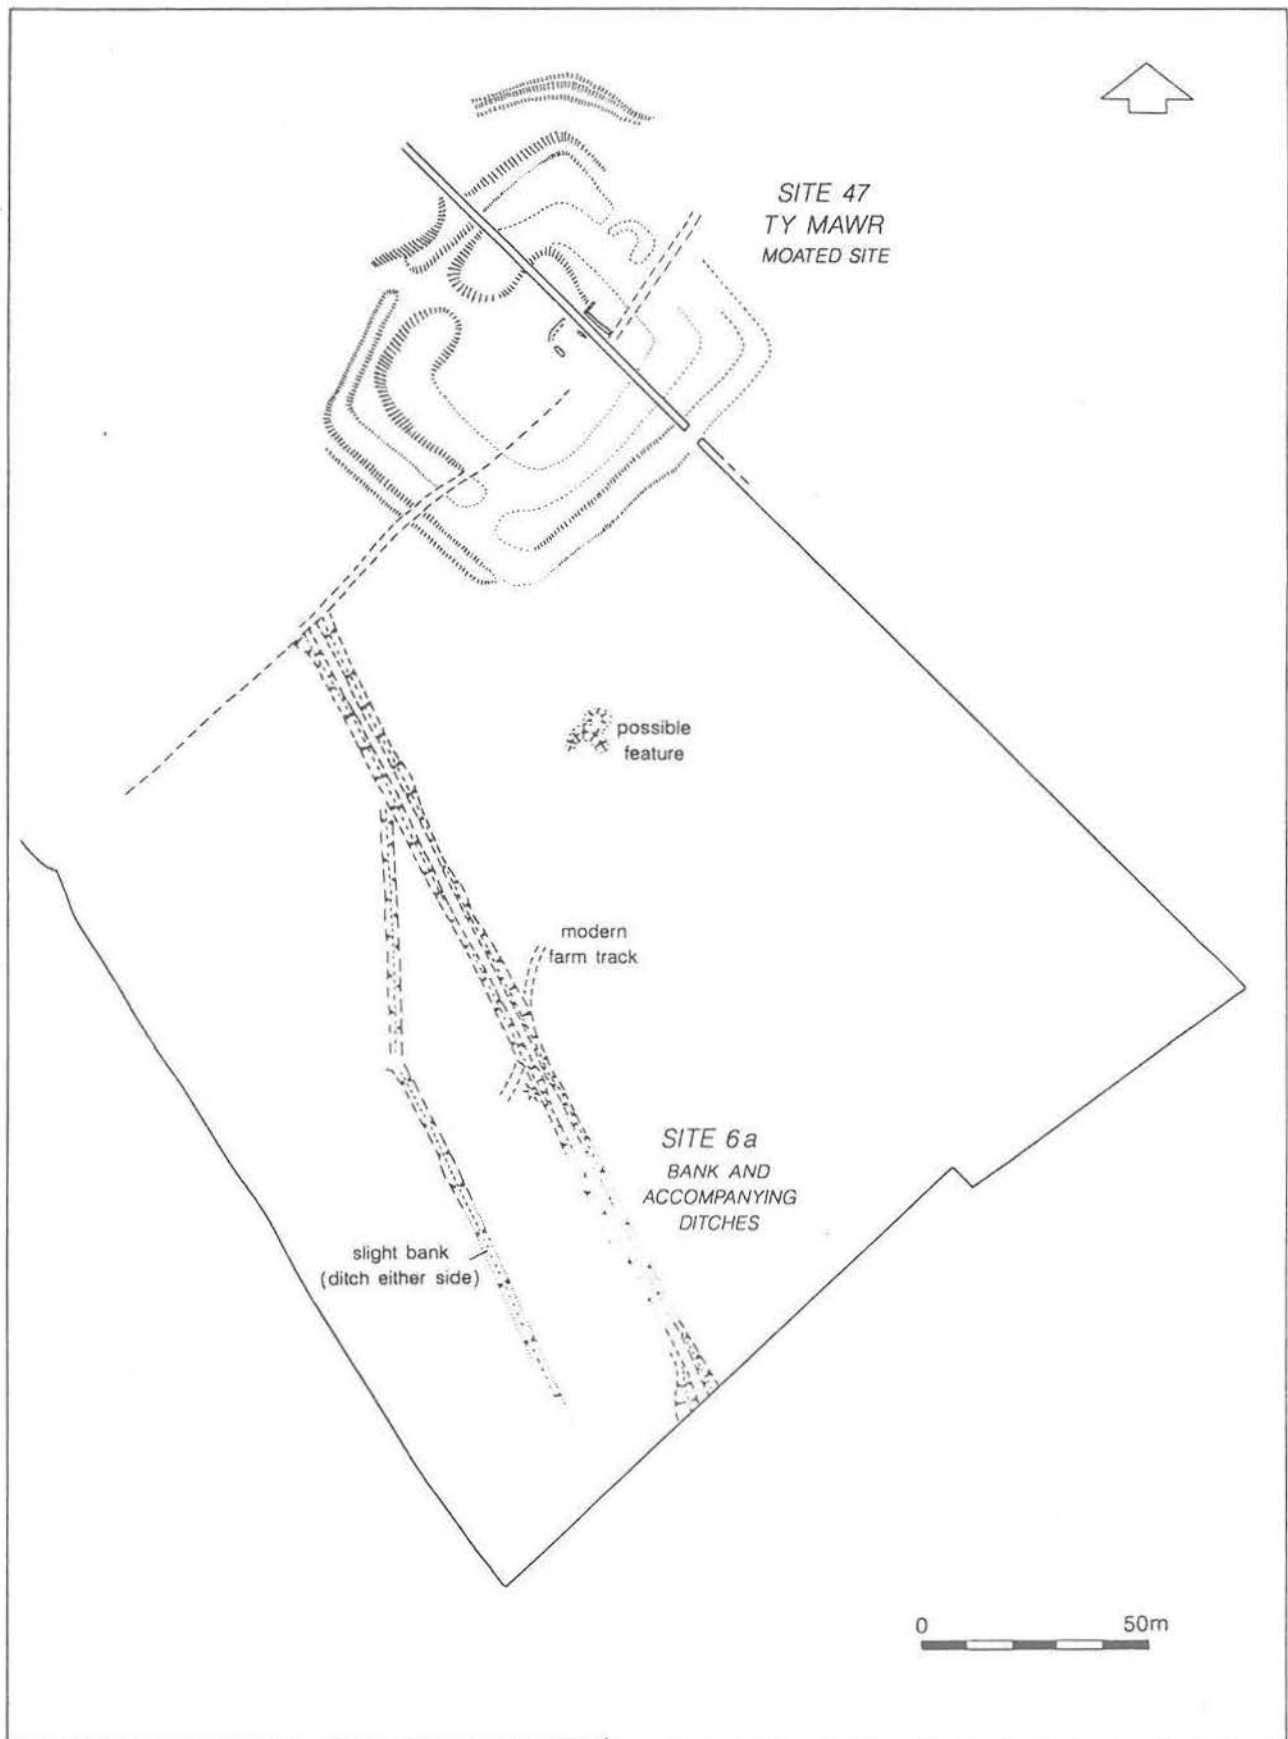 SITE 47
TY MAWR
MOATED SITE
possible
feature
modern
farm track
SITE 6a
BANK AND
ACCOMPANYING
DITCHES
slight bank
(ditch either side)
0 50m